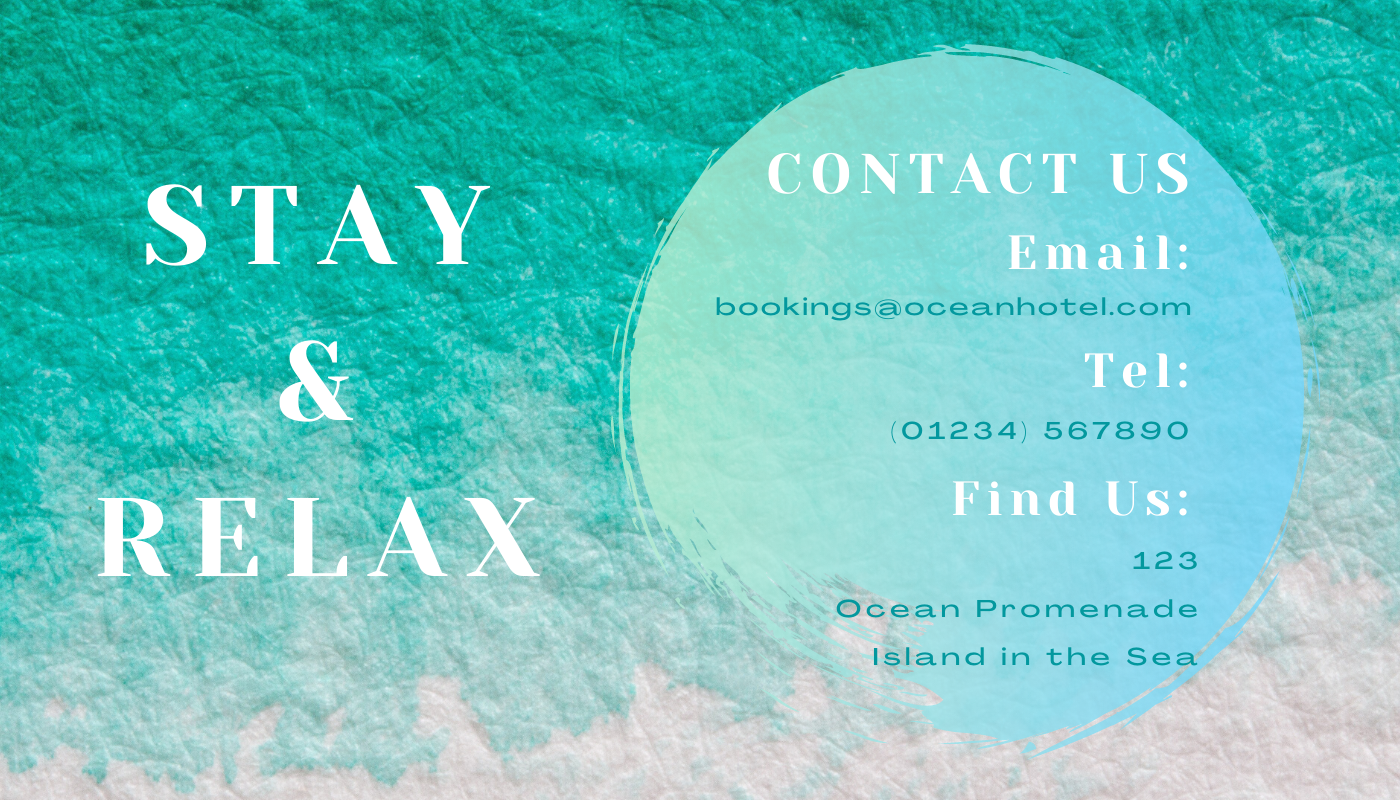 STAY
&
RELAX
CONTACT US
Email:
bookings@oceanhotel.com
Tel:
(01234) 567890
Find Us:
123
Ocean Promenade
Island in the Sea